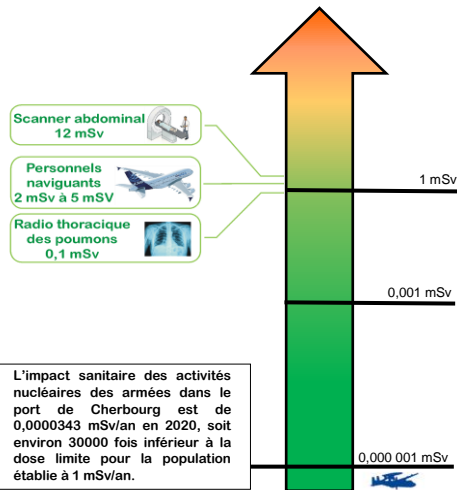 Scanner abdominal
12 mSv
Personnels
naviguants
2 mSv à 5 mSV
Radio thoracique
des poumons
0,1 mSv
1 mSv
0,001 mSv
L'impact sanitaire des activités
nucléaires des armées dans le
port de Cherbourg est de
0,0000343 mSv/an en 2020, soit
environ 30000 fois inférieur à la
dose limite pour la population
établie à 1 mSv/an.
0,000 001 mSv